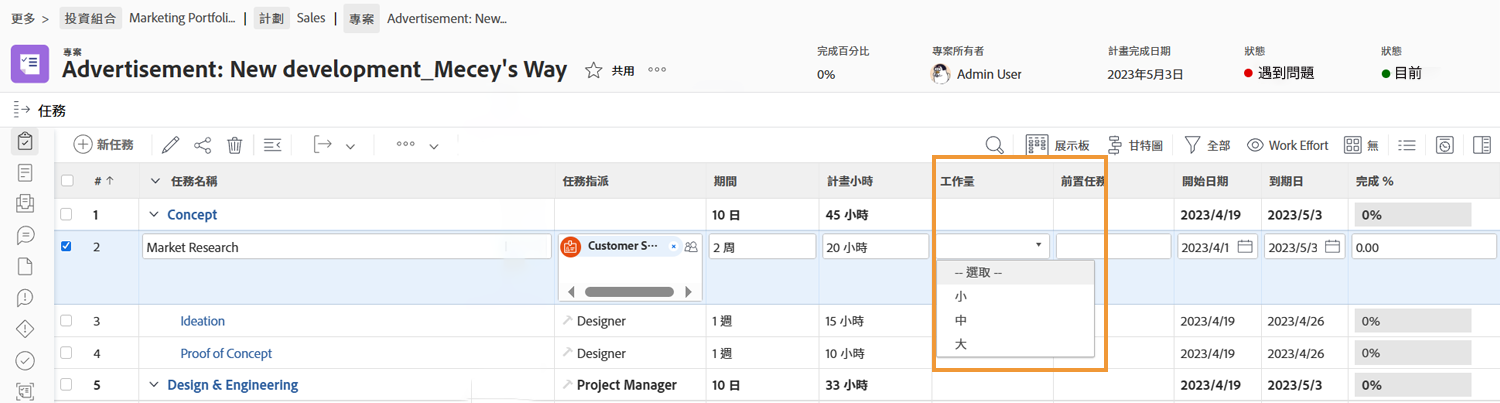 更多 > 投資組合 Marketing Portfoli... | 計劃 Sales | 專案 Advertisement: New...
專案
Advertisement: New development_Mecey's Way 共用
完成百分比 專案所有者 計畫完成日期 狀態 狀態
0% Admin User 2023年5月3日 遇到問題 目前
任務
新任務 展示板 甘特圖 全部 Work Effort 無
# ↑ 任務名稱 任務指派 期間 計畫小時 工作量 前置任務 開始日期 到期日 完成 %
1 Concept 10 日 45 小時 2023/4/19 2023/5/3 0%
2 Market Research Customer S··· × 2 周 20 小時 2023/4/1 2023/5/3 0.00
-- 選取 --
小
中
大
3 Ideation Designer 1 週 15 小時 2023/4/19 2023/4/26 0%
4 Proof of Concept Designer 1 週 10 小時 2023/4/19 2023/4/26 0%
5 Design & Engineering Project Manager 10 日 33 小時 2023/4/19 2023/5/3 0%